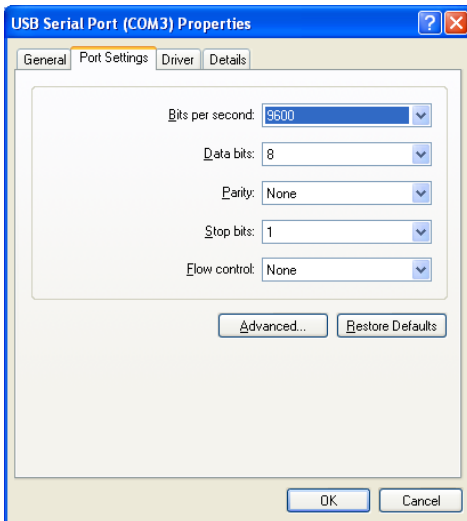 USB Serial Port (COM3) Properties
General Port Settings Driver Details
Bits per second: 9600
Data bits: 8
Parity: None
Stop bits: 1
Flow control: None
Advanced... Restore Defaults
OK Cancel